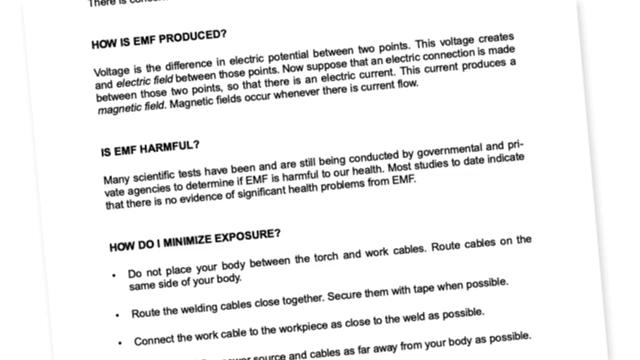 There is
HOW IS EMF PRODUCED?
Voltage is the difference in electric potential between two points. This voltage creates
and electric field between those points. Now suppose that an electric connection is made
between those two points, so that there is an electric current. This current produces a
magnetic field. Magnetic fields occur whenever there is current flow.
IS EMF HARMFUL?
Many scientific tests have been and are still being conducted by governmental and pri-
vate agencies to determine if EMF is harmful to our health. Most studies to date indicate
that there is no evidence of significant health problems from EMF.
HOW DO I MINIMIZE EXPOSURE?
• Do not place your body between the torch and work cables. Route cables on the
same side of your body.
• Route the welding cables close together. Secure them with tape when possible.
• Connect the work cable to the workpiece as close to the weld as possible.
source and cables as far away from your body as possible.